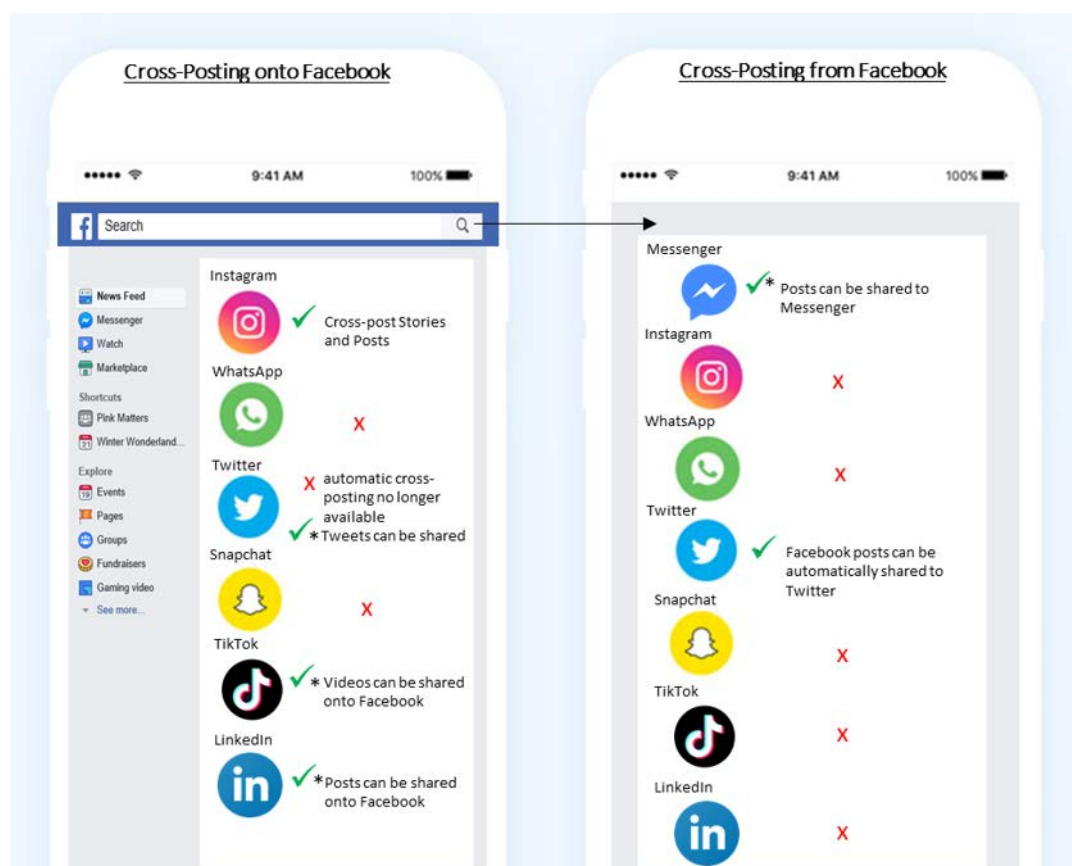 Cross-Posting onto Facebook
9:41 AM
100%
f Search
News Feed
Messenger
Watch
Marketplace
Shortcuts
Pink Matters
21 Winter Wonderland...
Explore
19 Events
Pages
Groups
Fundraisers
Gaming video
See more...
Instagram
✓ Cross-post Stories
and Posts
WhatsApp
X
Twitter
X automatic cross-
posting no longer
available
✓* Tweets can be shared
Snapchat
X
TikTok
✓* Videos can be shared
onto Facebook
LinkedIn
in ✓*Posts can be shared
onto Facebook
Cross-Posting from Facebook
9:41 AM
100%
Messenger
✓* Posts can be shared to
Messenger
Instagram
X
WhatsApp
X
Twitter
✓ Facebook posts can be
automatically shared to
Twitter
Snapchat
X
TikTok
X
LinkedIn
in X